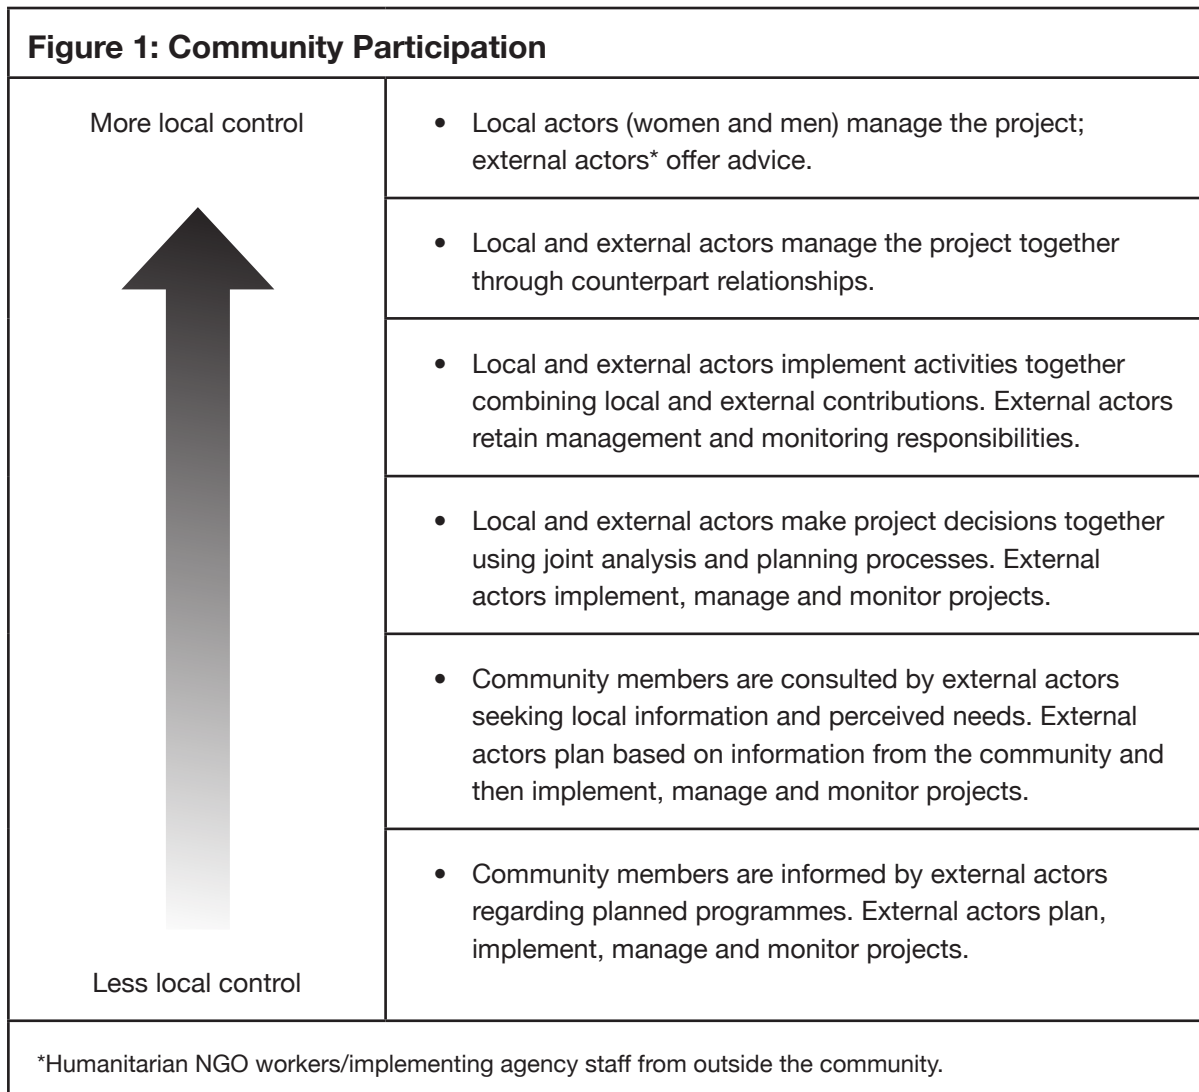 Figure 1: Community Participation
More local control
• Local actors (women and men) manage the project;
external actors* offer advice.
• Local and external actors manage the project together
through counterpart relationships.
• Local and external actors implement activities together
combining local and external contributions. External actors
retain management and monitoring responsibilities.
• Local and external actors make project decisions together
using joint analysis and planning processes. External
actors implement, manage and monitor projects.
• Community members are consulted by external actors
seeking local information and perceived needs. External
actors plan based on information from the community and
then implement, manage and monitor projects.
• Community members are informed by external actors
regarding planned programmes. External actors plan,
implement, manage and monitor projects.
Less local control
*Humanitarian NGO workers/implementing agency staff from outside the community.